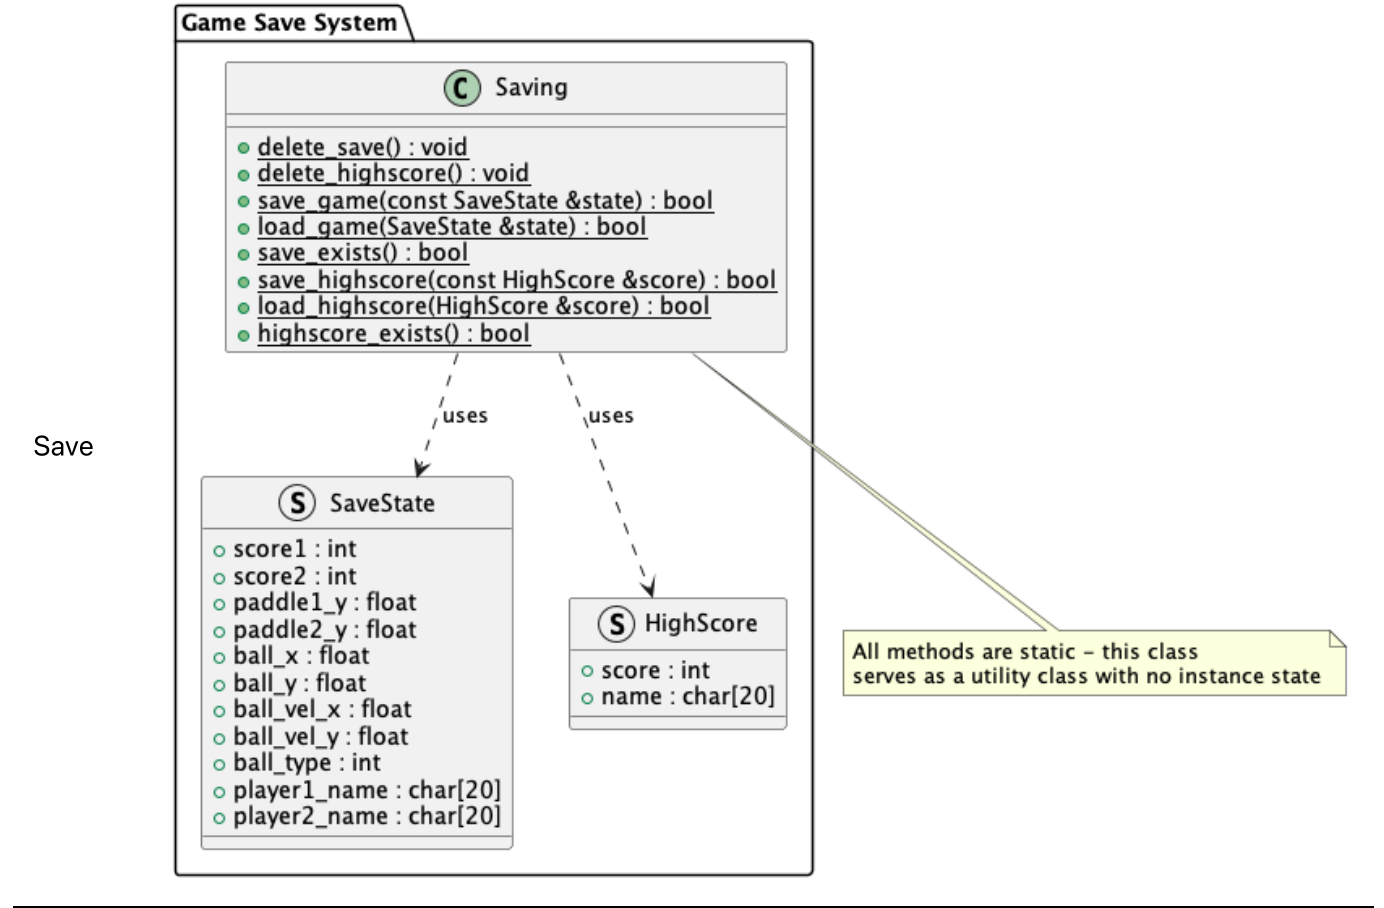 Game Save System
C Saving
delete_save() : void
delete_highscore() : void
save_game(const SaveState &state) : bool
load_game(SaveState &state) : bool
save_exists() : bool
save_highscore(const HighScore &score) : bool
load_highscore(HighScore &score) : bool
highscore_exists() : bool
uses
uses
Save
S SaveState
score1 : int
score2 : int
paddle1_y : float
paddle2_y : float
ball_x : float
ball_y : float
ball_vel_x : float
ball_vel_y : float
ball_type : int
player1_name : char[20]
player2_name : char[20]
S HighScore
score : int
name : char[20]
All methods are static – this class
serves as a utility class with no instance state